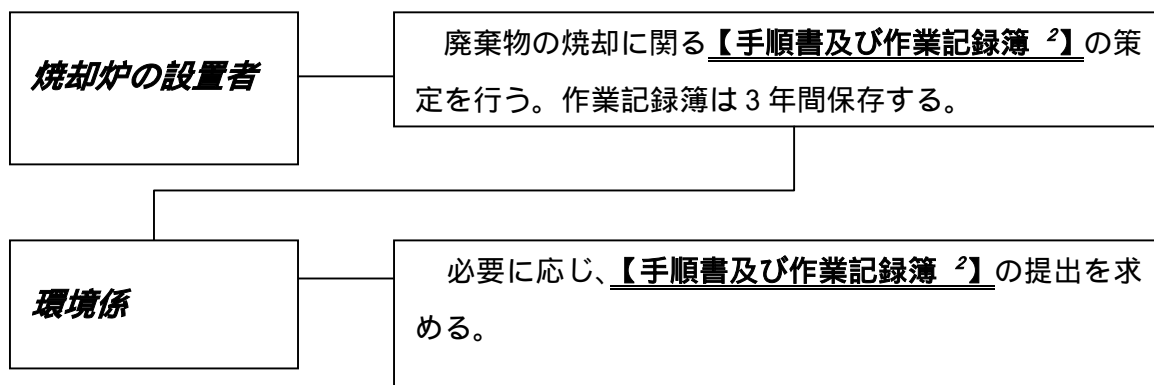 焼却炉の設置者
廃棄物の焼却に関る【手順書及び作業記録簿 ²】の策
定を行う。作業記録簿は3年間保存する。
環境係
必要に応じ、【手順書及び作業記録簿 ²】の提出を求
める。